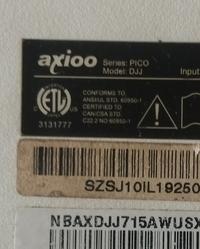 axioo Series: PICO
Model: DJJ Input
CONFORMS TO
ANSI/UL STD. 60950-1
CERTIFIED TO
CAN/CSA STD.
C22.2 NO 60950-1
ETL
3131777
SZSJ10IL19250
NBAXDJJ715AWUSX